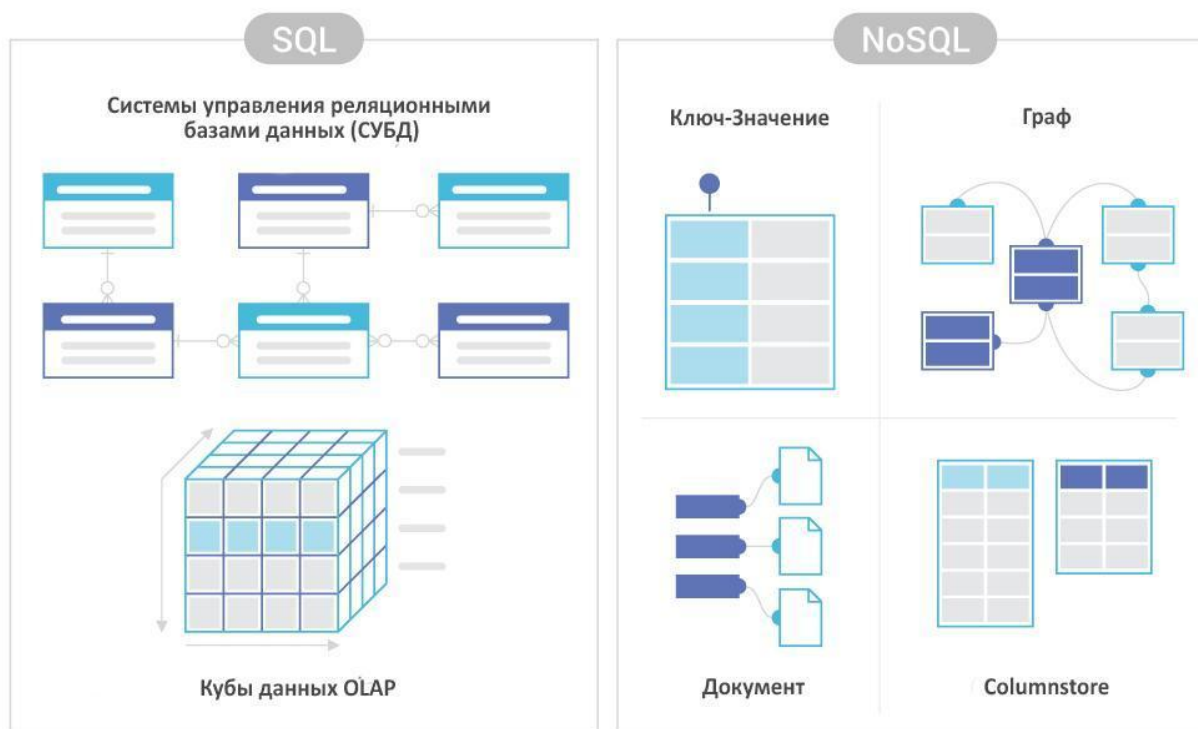 SQL
Системы управления реляционными
базами данных (СУБД)
Кубы данных OLAP
NoSQL
Ключ-Значение
Граф
Документ
Columnstore